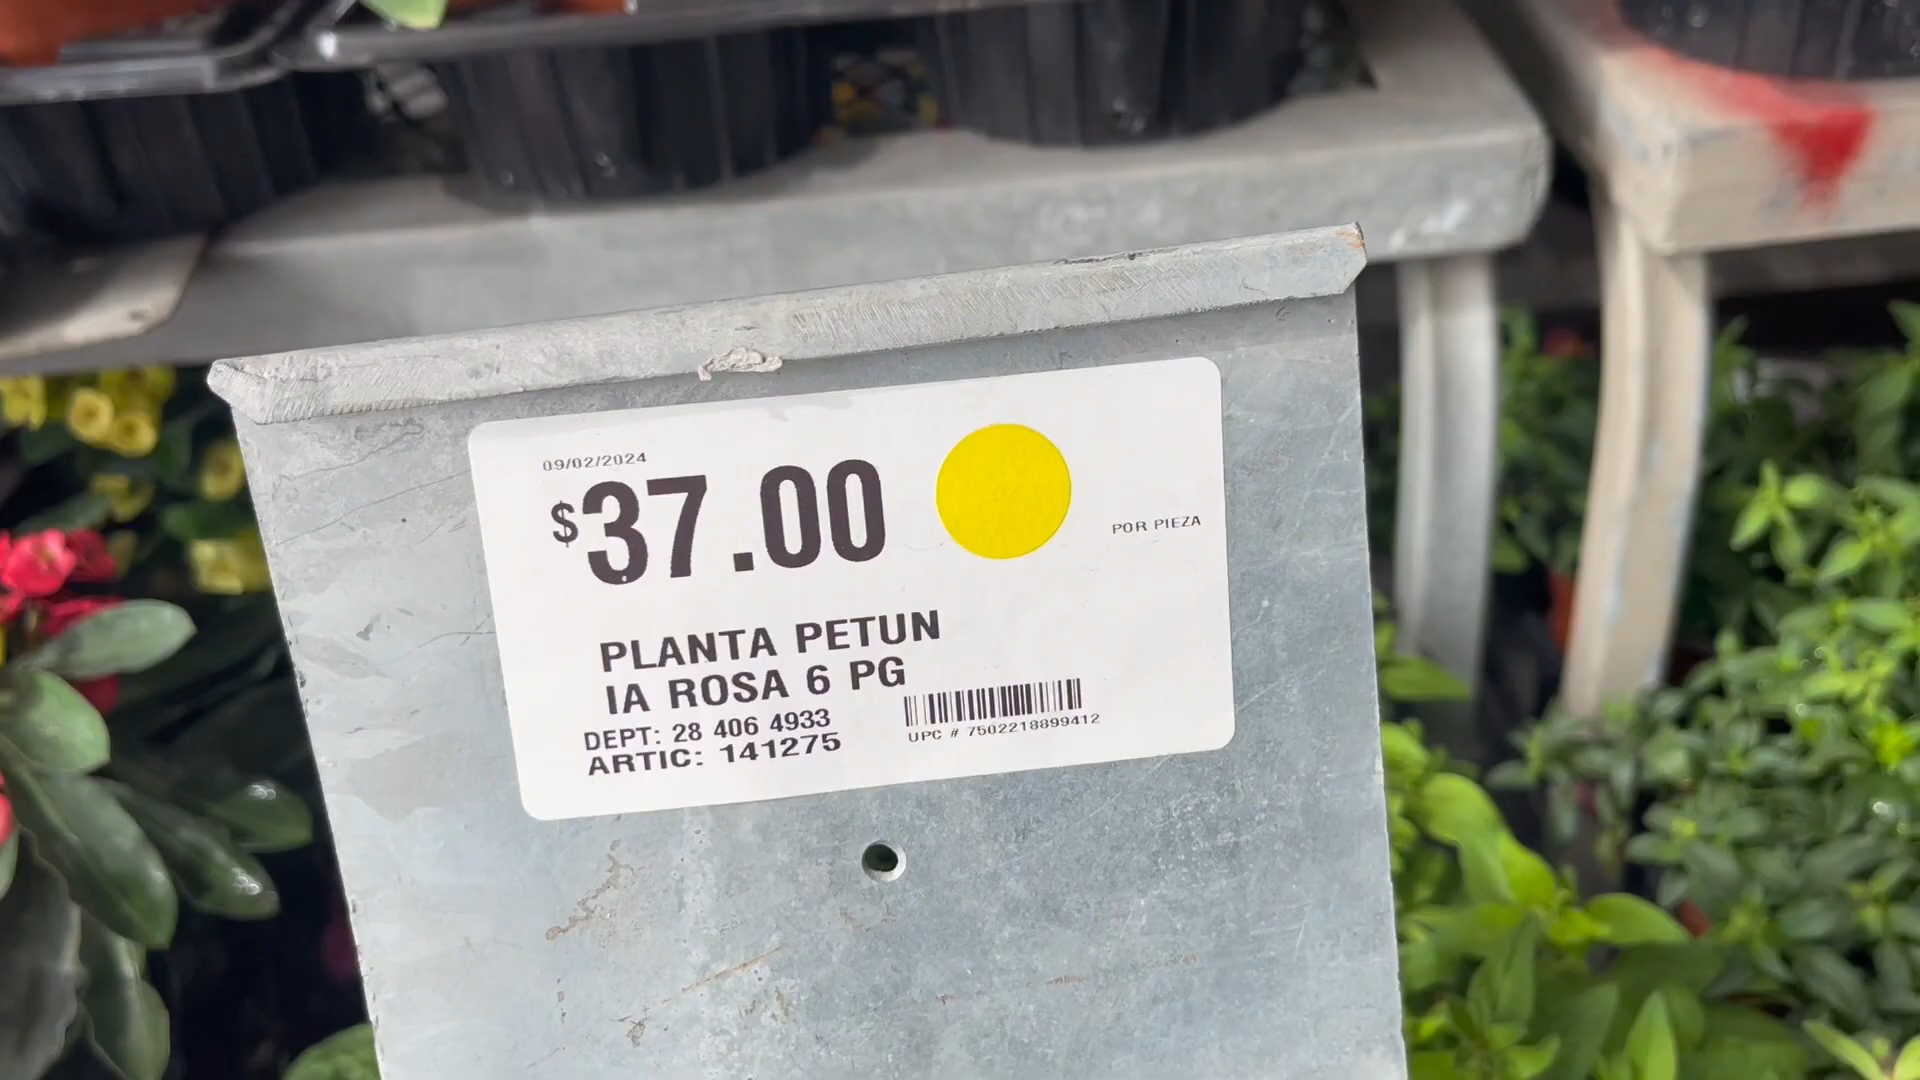 09/02/2024
$37.00
POR PIEZA
PLANTA PETUN
IA ROSA 6 PG
DEPT: 28 406 4933
ARTIC: 141275
UPC # 7502218899412